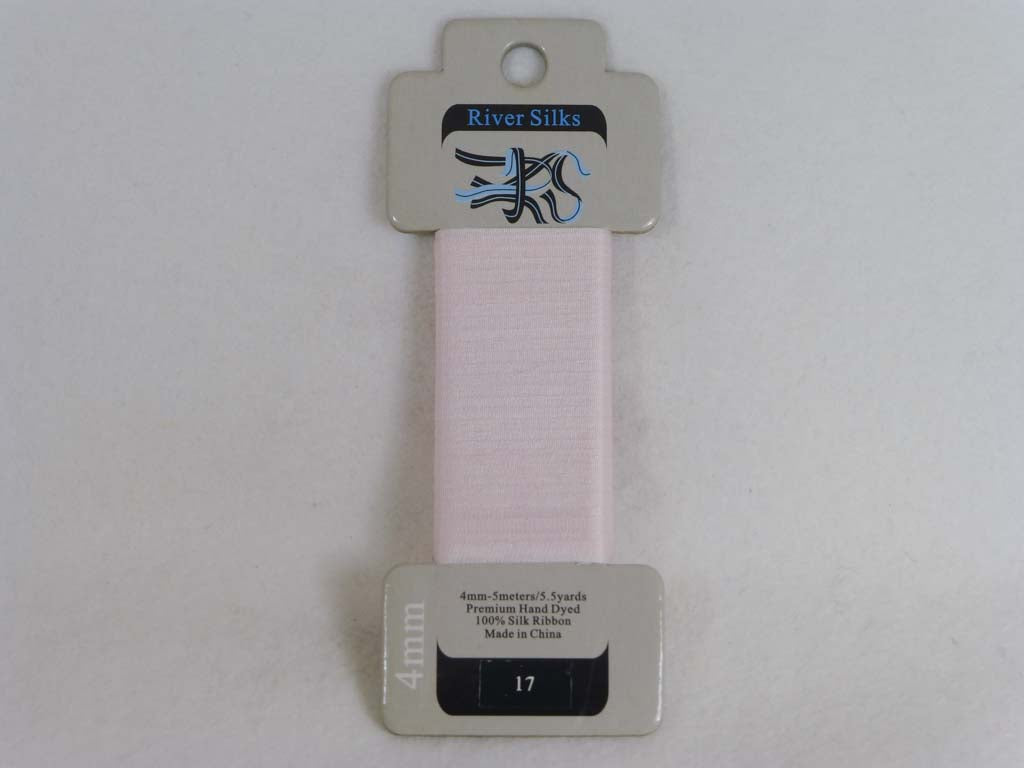 River Silks
4mm-5meters/5.5yards
Premium Hand Dyed
100% Silk Ribbon
Made in China
4mm
17